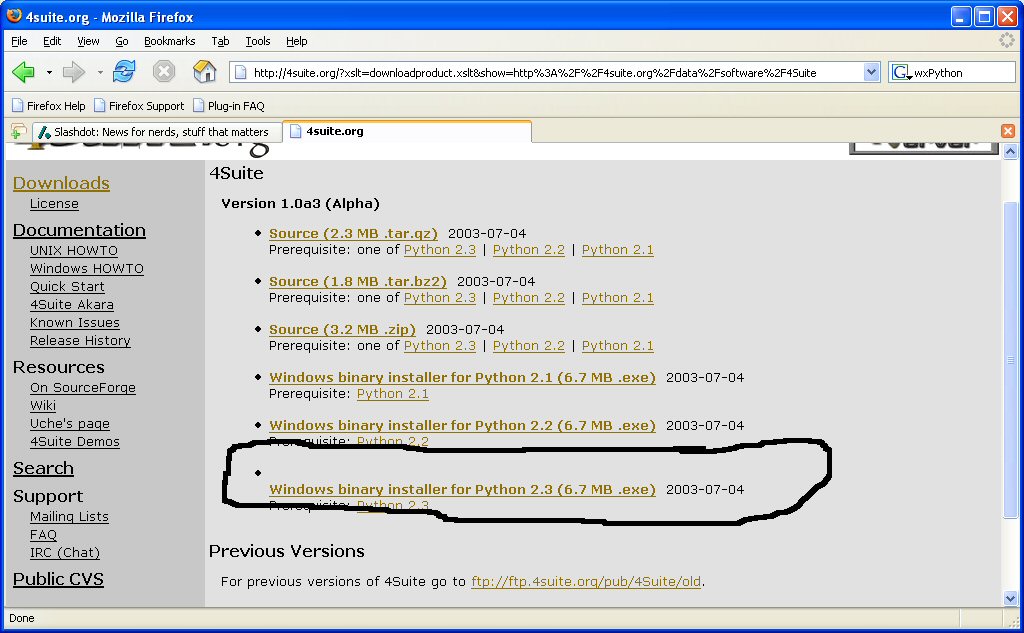 4suite.org - Mozilla Firefox
File Edit View Go Bookmarks Tab Tools Help
http://4suite.org/?xslt=downloadproduct.xslt&show=http%3A%2F%2F4suite.org%2Fdata%2Fsoftware%2F4Suite
wxPython
Firefox Help Firefox Support Plug-in FAQ
Slashdot: News for nerds, stuff that matters
4suite.org
Downloads
License
Documentation
UNIX HOWTO
Windows HOWTO
Quick Start
4Suite Akara
Known Issues
Release History
Resources
On SourceForge
Wiki
Uche's page
4Suite Demos
Search
Support
Mailing Lists
FAQ
IRC (Chat)
Public CVS
4Suite
Version 1.0a3 (Alpha)
Source (2.3 MB .tar.gz) 2003-07-04
Prerequisite: one of Python 2.3 | Python 2.2 | Python 2.1
Source (1.8 MB .tar.bz2) 2003-07-04
Prerequisite: one of Python 2.3 | Python 2.2 | Python 2.1
Source (3.2 MB .zip) 2003-07-04
Prerequisite: one of Python 2.3 | Python 2.2 | Python 2.1
Windows binary installer for Python 2.1 (6.7 MB .exe) 2003-07-04
Prerequisite: Python 2.1
Windows binary installer for Python 2.2 (6.7 MB .exe) 2003-07-04
Prerequisite: Python 2.2
Windows binary installer for Python 2.3 (6.7 MB .exe) 2003-07-04
Prerequisite: Python 2.3
Previous Versions
For previous versions of 4Suite go to ftp://ftp.4suite.org/pub/4Suite/old.
Done